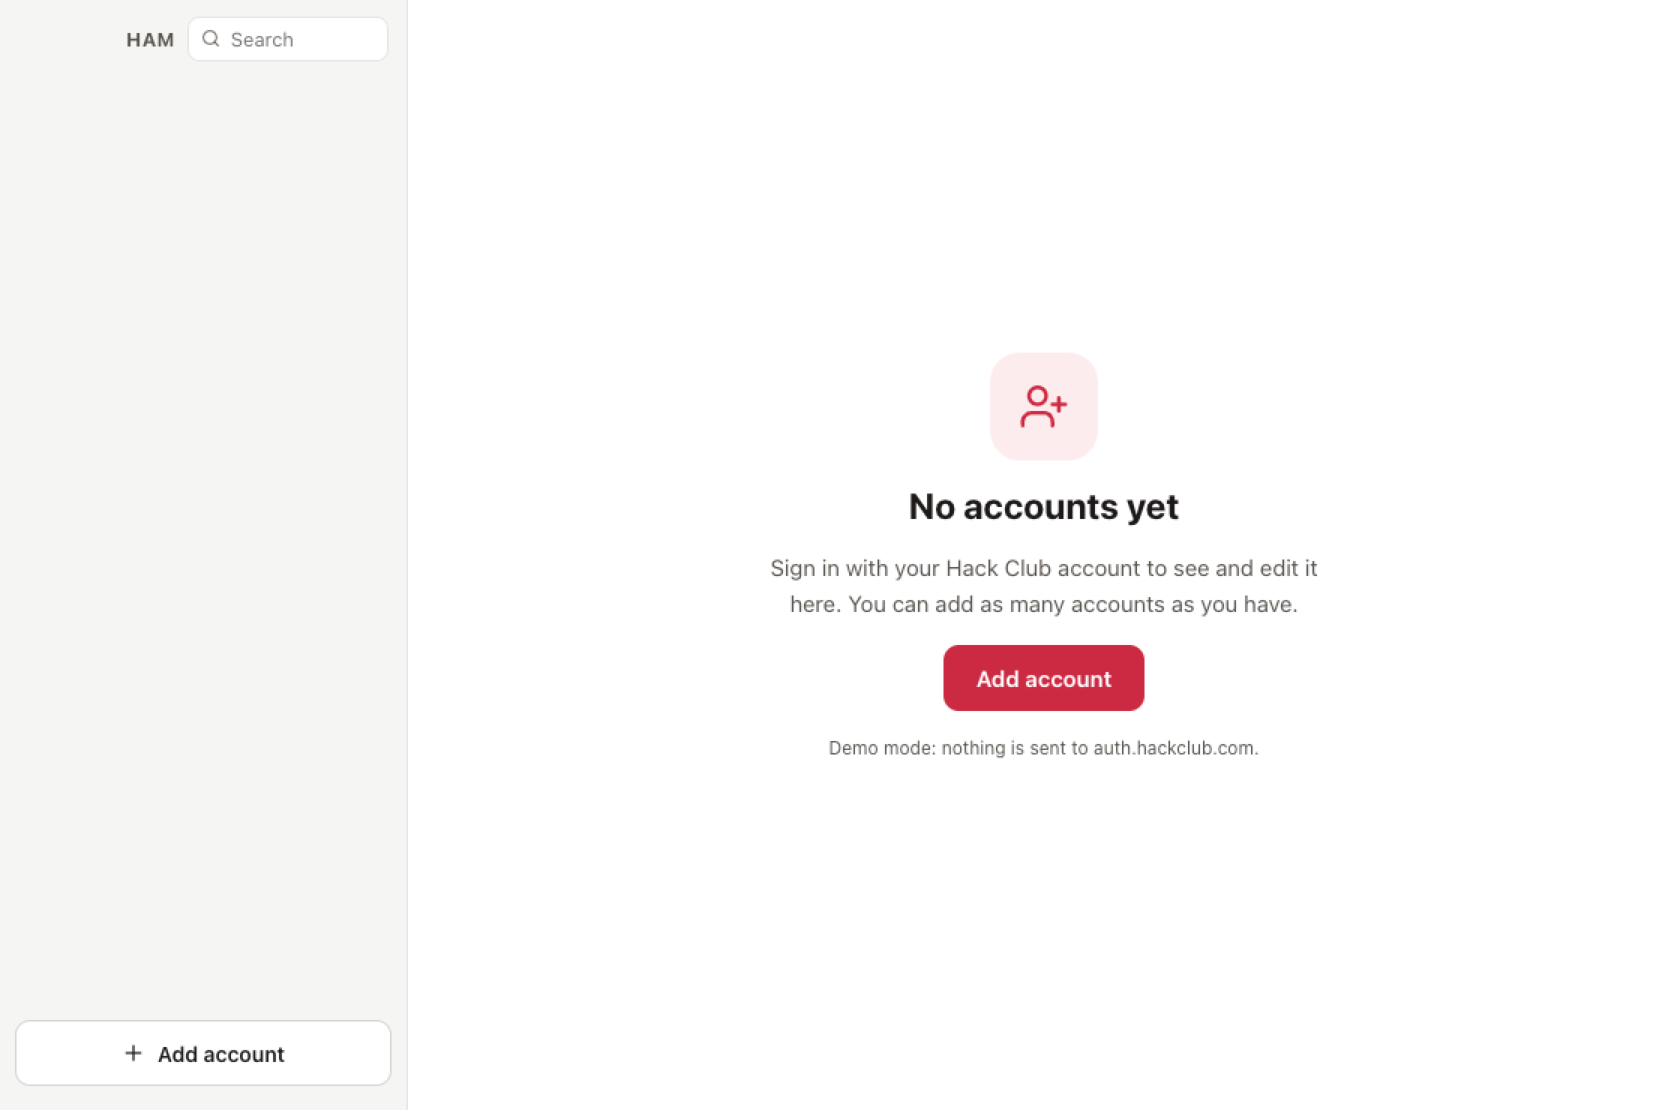 HAM
Search
No accounts yet
Sign in with your Hack Club account to see and edit it
here. You can add as many accounts as you have.
Add account
Demo mode: nothing is sent to auth.hackclub.com.
+ Add account